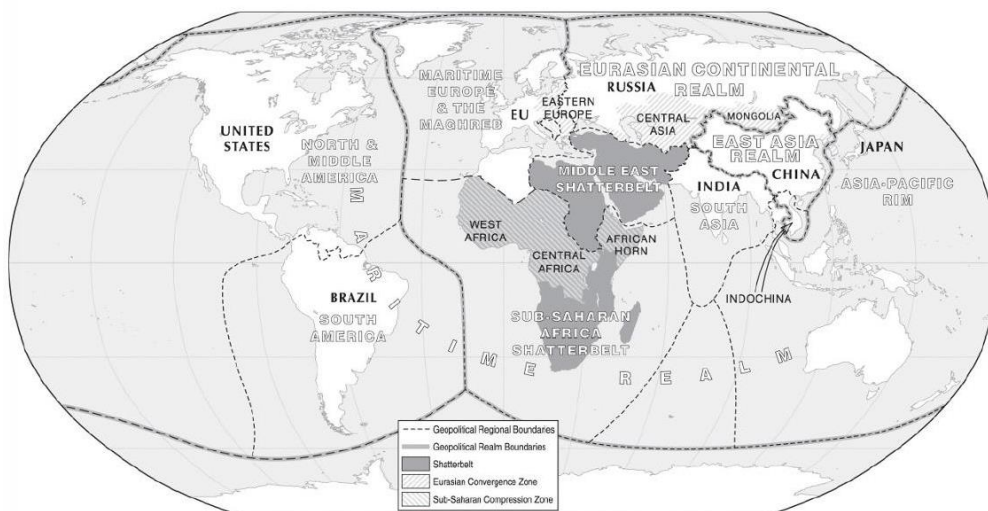 EURASIAN CONTINENTAL
REALM
RUSSIA
MARITIME
EUROPE
& THE
MAGHREB
EU
EASTERN
EUROPE
CENTRAL
ASIA
MONGOLIA
EAST ASIA
REALM
CHINA
JAPAN
ASIA-PACIFIC
RIM
UNITED
STATES
NORTH &
MIDDLE
AMERICA
MIDDLE EAST
SHATTERBELT
INDIA
SOUTH
ASIA
WEST
AFRICA
AFRICAN
HORN
CENTRAL
AFRICA
INDOCHINA
BRAZIL
SOUTH
AMERICA
SUB-SAHARAN
AFRICA
SHATTERBELT
MARITIME REALM
Geopolitical Regional Boundaries
Geopolitical Realm Boundaries
Shatterbelt
Eurasian Convergence Zone
Sub-Saharan Compression Zone